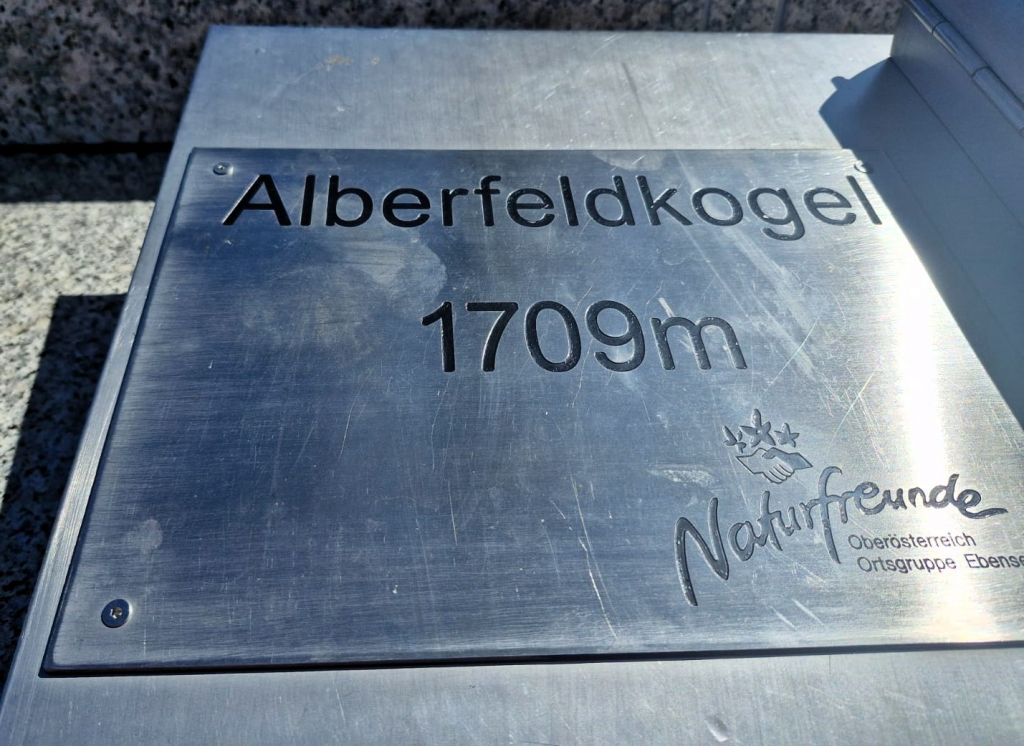 Alberfeldkogel
1709m
Naturfreunde
Oberösterreich
Ortsgruppe Ebense